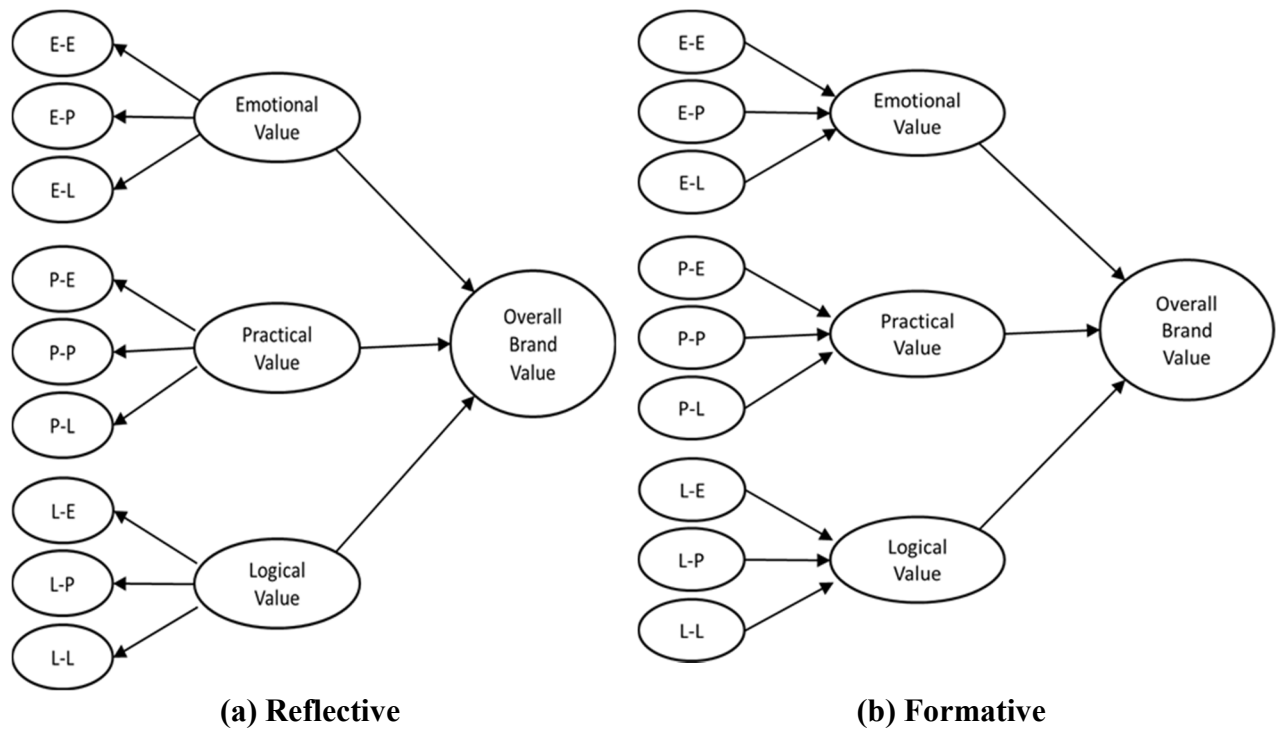 E-E
E-P
E-L
Emotional
Value
P-E
P-P
P-L
Practical
Value
L-E
L-P
L-L
Logical
Value
Overall
Brand
Value
(a) Reflective
E-E
E-P
E-L
Emotional
Value
P-E
P-P
P-L
Practical
Value
L-E
L-P
L-L
Logical
Value
Overall
Brand
Value
(b) Formative